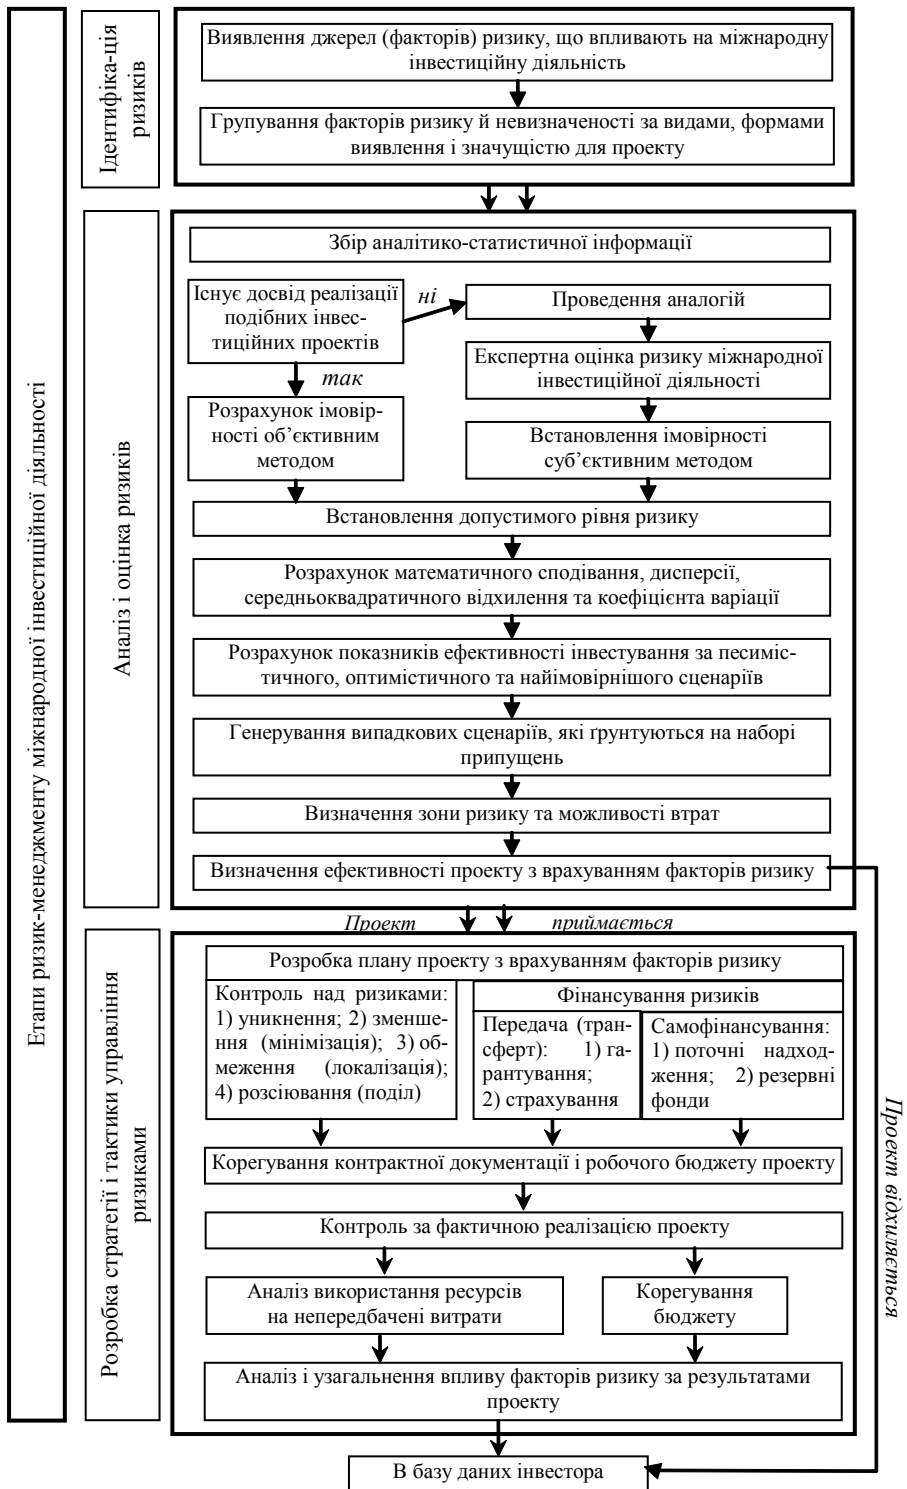 Етапи ризик-менеджменту міжнародної інвестиційної діяльності
Ідентифіка-ція
ризиків
Виявлення джерел (факторів) ризику, що впливають на міжнародну
інвестиційну діяльність
Групування факторів ризику й невизначеності за видами, формами
виявлення і значущістю для проекту
Аналіз і оцінка ризиків
Збір аналітико-статистичної інформації
Існує досвід реалізації
подібних інвес-
тиційних проектів
ні
Проведення аналогій
Експертна оцінка ризику міжнародної
інвестиційної діяльності
так
Розрахунок імовір-
ності об’єктивним
методом
Встановлення імовірності
суб’єктивним методом
Встановлення допустимого рівня ризику
Розрахунок математичного сподівання, дисперсії,
середньоквадратичного відхилення та коефіцієнта варіації
Розрахунок показників ефективності інвестування за песиміс-
тичного, оптимістичного та найімовірнішого сценаріїв
Генерування випадкових сценаріїв, які ґрунтуються на наборі
припущень
Визначення зони ризику та можливості втрат
Визначення ефективності проекту з врахуванням факторів ризику
Проект приймається
Розробка стратегії і тактики управління
ризиками
Розробка плану проекту з врахуванням факторів ризику
Контроль над ризиками:
1) уникнення; 2) зменше-
ння (мінімізація); 3) об-
меження (локалізація);
4) розсіювання (поділ)
Фінансування ризиків
Передача (тран-
сферт): 1) га-
рантування;
2) страхування
Самофінансування:
1) поточні надход-
ження; 2) резервні
фонди
Корегування контрактної документації і робочого бюджету проекту
Контроль за фактичною реалізацією проекту
Аналіз використання ресурсів
на непередбачені витрати
Корегування
бюджету
Аналіз і узагальнення впливу факторів ризику за результатами
проекту
Проект відхиляється
В базу даних інвестора